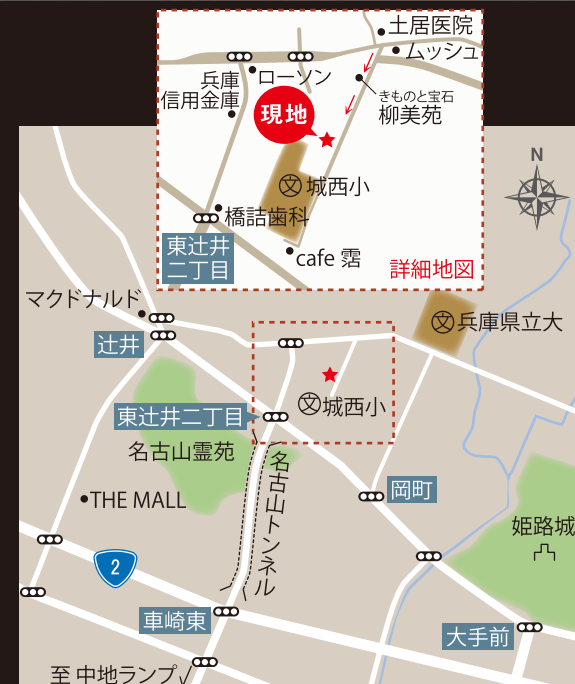 土居医院
ムッシュ
兵庫
信用金庫
ローソン
きものと宝石
柳美苑
現地
文
城西小
橋詰歯科
東辻井
二丁目
cafe 霑
詳細地図
N
マクドナルド
辻井
文
兵庫県立大
文
城西小
東辻井二丁目
名古山霊苑
名古山トンネル
THE MALL
岡町
姫路城
2
車崎東
大手前
至 中地ランプ